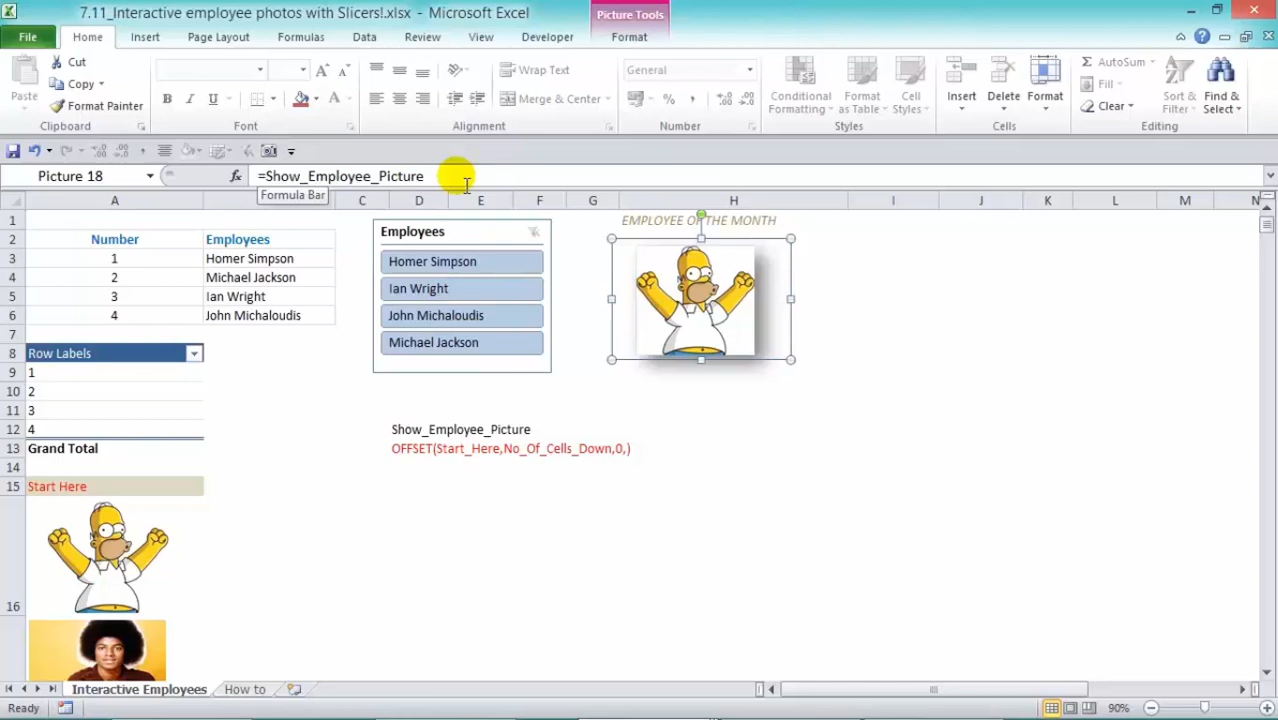 7.11_Interactive employee photos with Slicers!.xlsx - Microsoft Excel
Picture Tools
File Home Insert Page Layout Formulas Data Review View Developer Format
Paste
Cut
Copy
Format Painter
Clipboard
B I U A
Font
Wrap Text
Merge & Center
Alignment
General
%
Number
Conditional Formatting
Format as Table
Cell Styles
Styles
Insert
Delete
Format
Cells
AutoSum
Fill
Clear
Sort & Filter
Find & Select
Editing
Picture 18
fx
=Show_Employee_Picture
Formula Bar
A C D E F G H I J K L M N
1 EMPLOYEE OF THE MONTH
2 Number Employees
3 1 Homer Simpson
4 2 Michael Jackson
5 3 Ian Wright
6 4 John Michaloudis
7
8 Row Labels
9 1
10 2
11 3
12 4
13 Grand Total
14
15 Start Here
16
Employees
Homer Simpson
Ian Wright
John Michaloudis
Michael Jackson
Show_Employee_Picture
OFFSET(Start_Here,No_Of_Cells_Down,0,)
Interactive Employees How to
Ready
90%